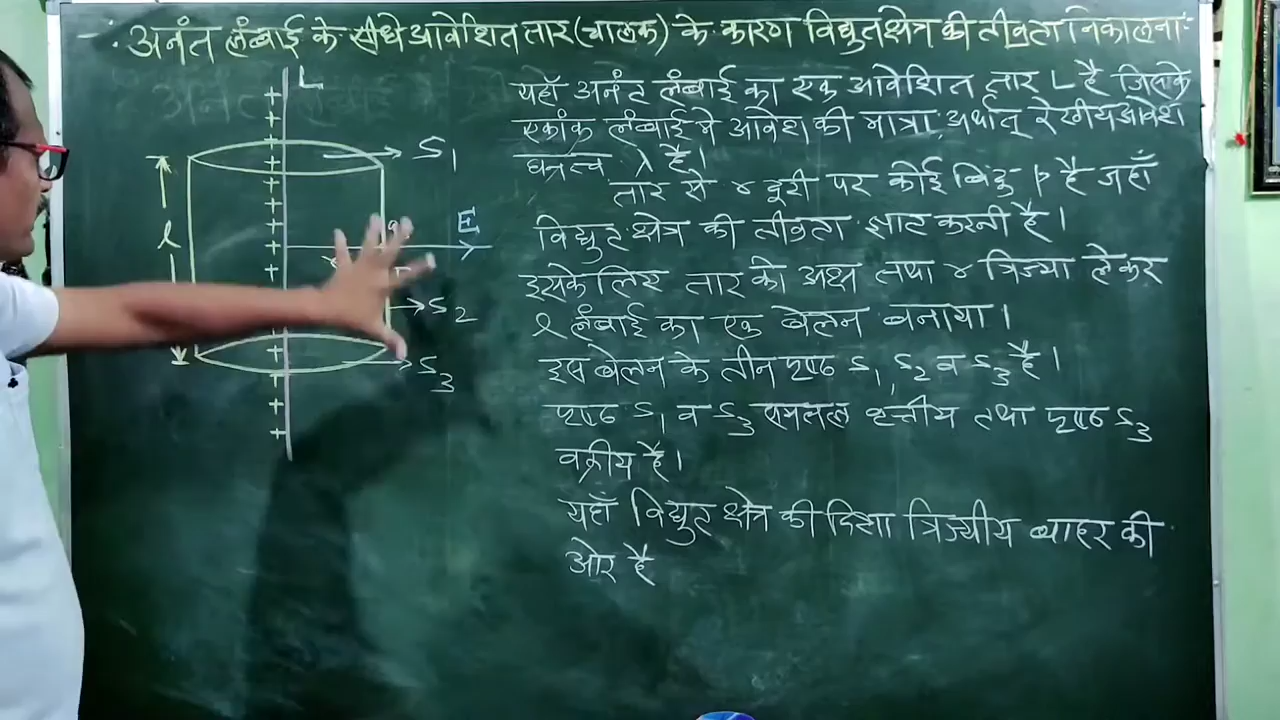 अनंत लंबाई के सीधे आवेशित तार (चालक) के कारण विद्युत क्षेत्र की तीव्रता निकालना-
यहाँ अनंत लंबाई का एक आवेशित तार L है जिसके
एकांक लंबाई में आवेश की मात्रा अर्थात् रेखीय आवेश
घनत्व λ है।
तार से r दूरी पर कोई बिंदु P है जहाँ
विद्युत क्षेत्र की तीव्रता ज्ञात करनी है।
इसके लिए तार को अक्ष तथा r त्रिज्या लेकर
l लंबाई का एक बेलन बनाया।
इस बेलन के तीन पृष्ठ S1, S2 व S3 है।
पृष्ठ S1 व S3 समतल वृत्तीय तथा पृष्ठ S3
वक्रीय है।
यहाँ विद्युत क्षेत्र की दिशा त्रिज्यीय बाहर की
ओर है
L
S1
l
E
S2
S3